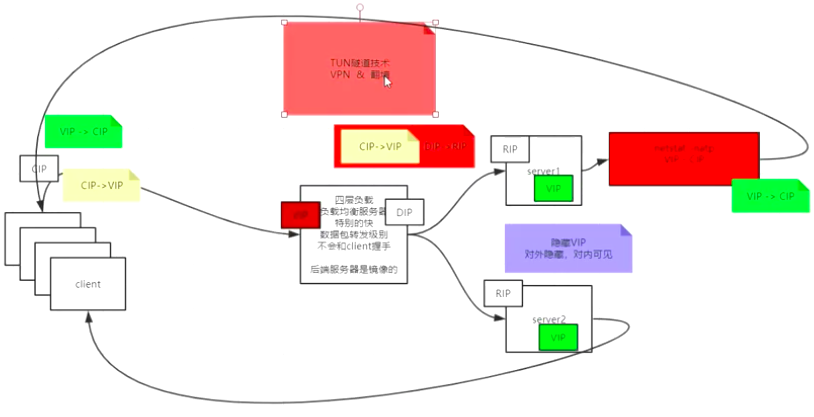 TUN隧道技术
VPN & 翻墙
VIP -> CIP
CIP->VIP
DIP->RIP
RIP
CIP
server1
CIP->VIP
VIP
VIP -> CIP
四层负载
负载均衡服务器
特别的快
数据包转发级别
不会和client握手
后端服务器是镜像的
VIP
DIP
隐藏VIP
对外隐藏，对内可见
client
RIP
server2
VIP